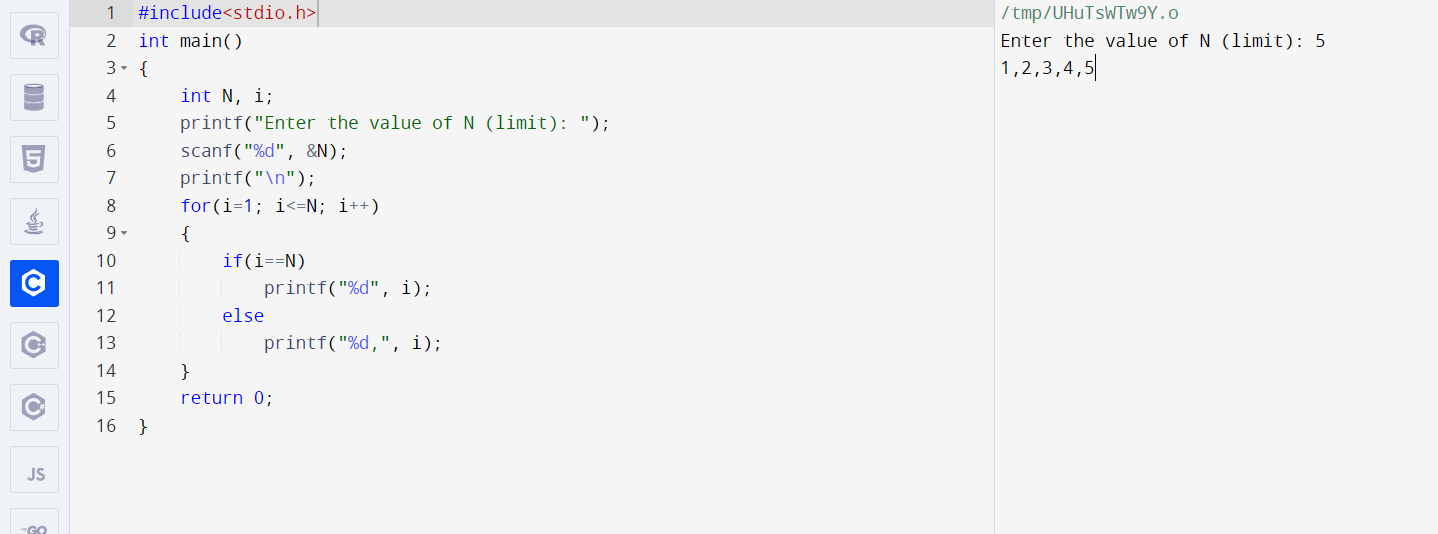 1 #include<stdio.h>
2 int main()
3 {
4     int N, i;
5     printf("Enter the value of N (limit): ");
6     scanf("%d", &N);
7     printf("\n");
8     for(i=1; i<=N; i++)
9     {
10         if(i==N)
11             printf("%d", i);
12         else
13             printf("%d,", i);
14     }
15     return 0;
16 }
/tmp/UHuTsWTw9Y.o
Enter the value of N (limit): 5
1,2,3,4,5
R
5
C
C++
C#
JS
GO